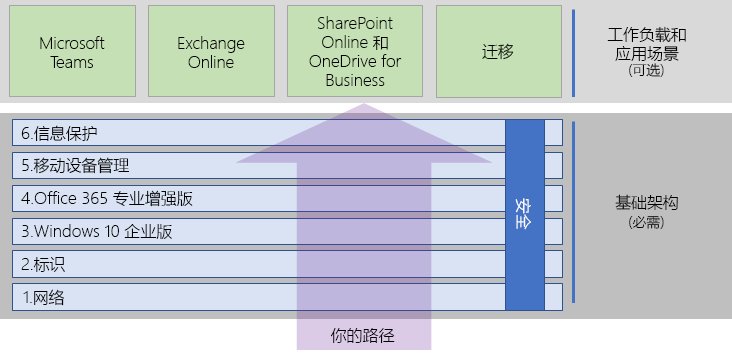 Microsoft
Teams
Exchange
Online
SharePoint
Online 和
OneDrive for
Business
迁移
工作负载和
应用场景
(可选)
6.信息保护
5.移动设备管理
4.Office 365 专业增强版
3.Windows 10 企业版
2.标识
1.网络
安全
基础架构
(必需)
你的路径